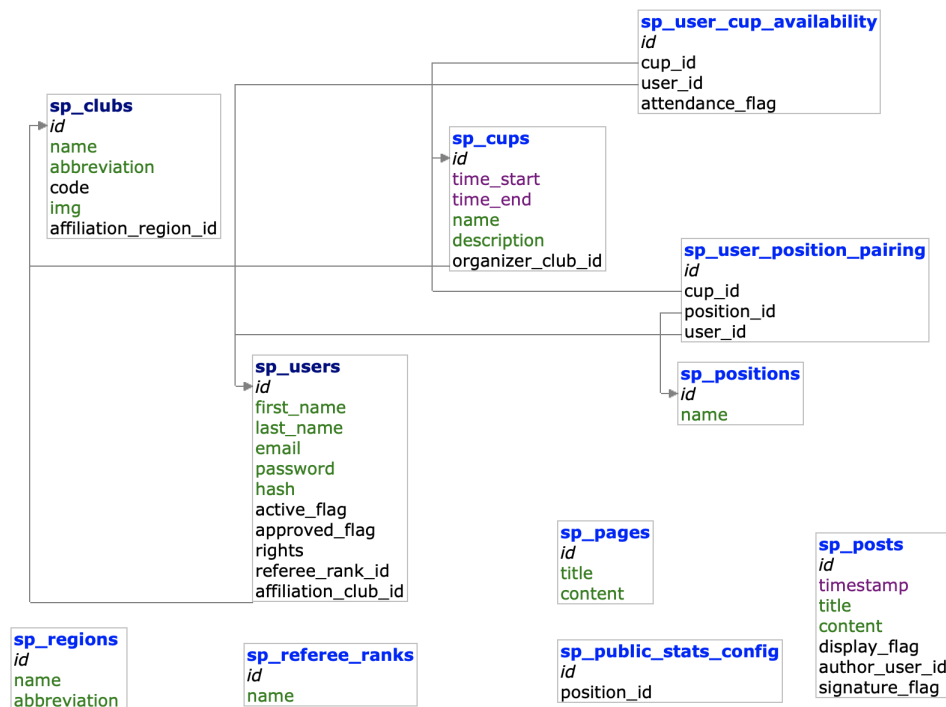 sp_user_cup_availability
id
cup_id
user_id
attendance_flag
sp_clubs
id
name
abbreviation
code
img
affiliation_region_id
sp_cups
id
time_start
time_end
name
description
organizer_club_id
sp_user_position_pairing
id
cup_id
position_id
user_id
sp_users
id
first_name
last_name
email
password
hash
active_flag
approved_flag
rights
referee_rank_id
affiliation_club_id
sp_positions
id
name
sp_pages
id
title
content
sp_posts
id
timestamp
title
content
display_flag
author_user_id
signature_flag
sp_regions
id
name
abbreviation
sp_referee_ranks
id
name
sp_public_stats_config
id
position_id